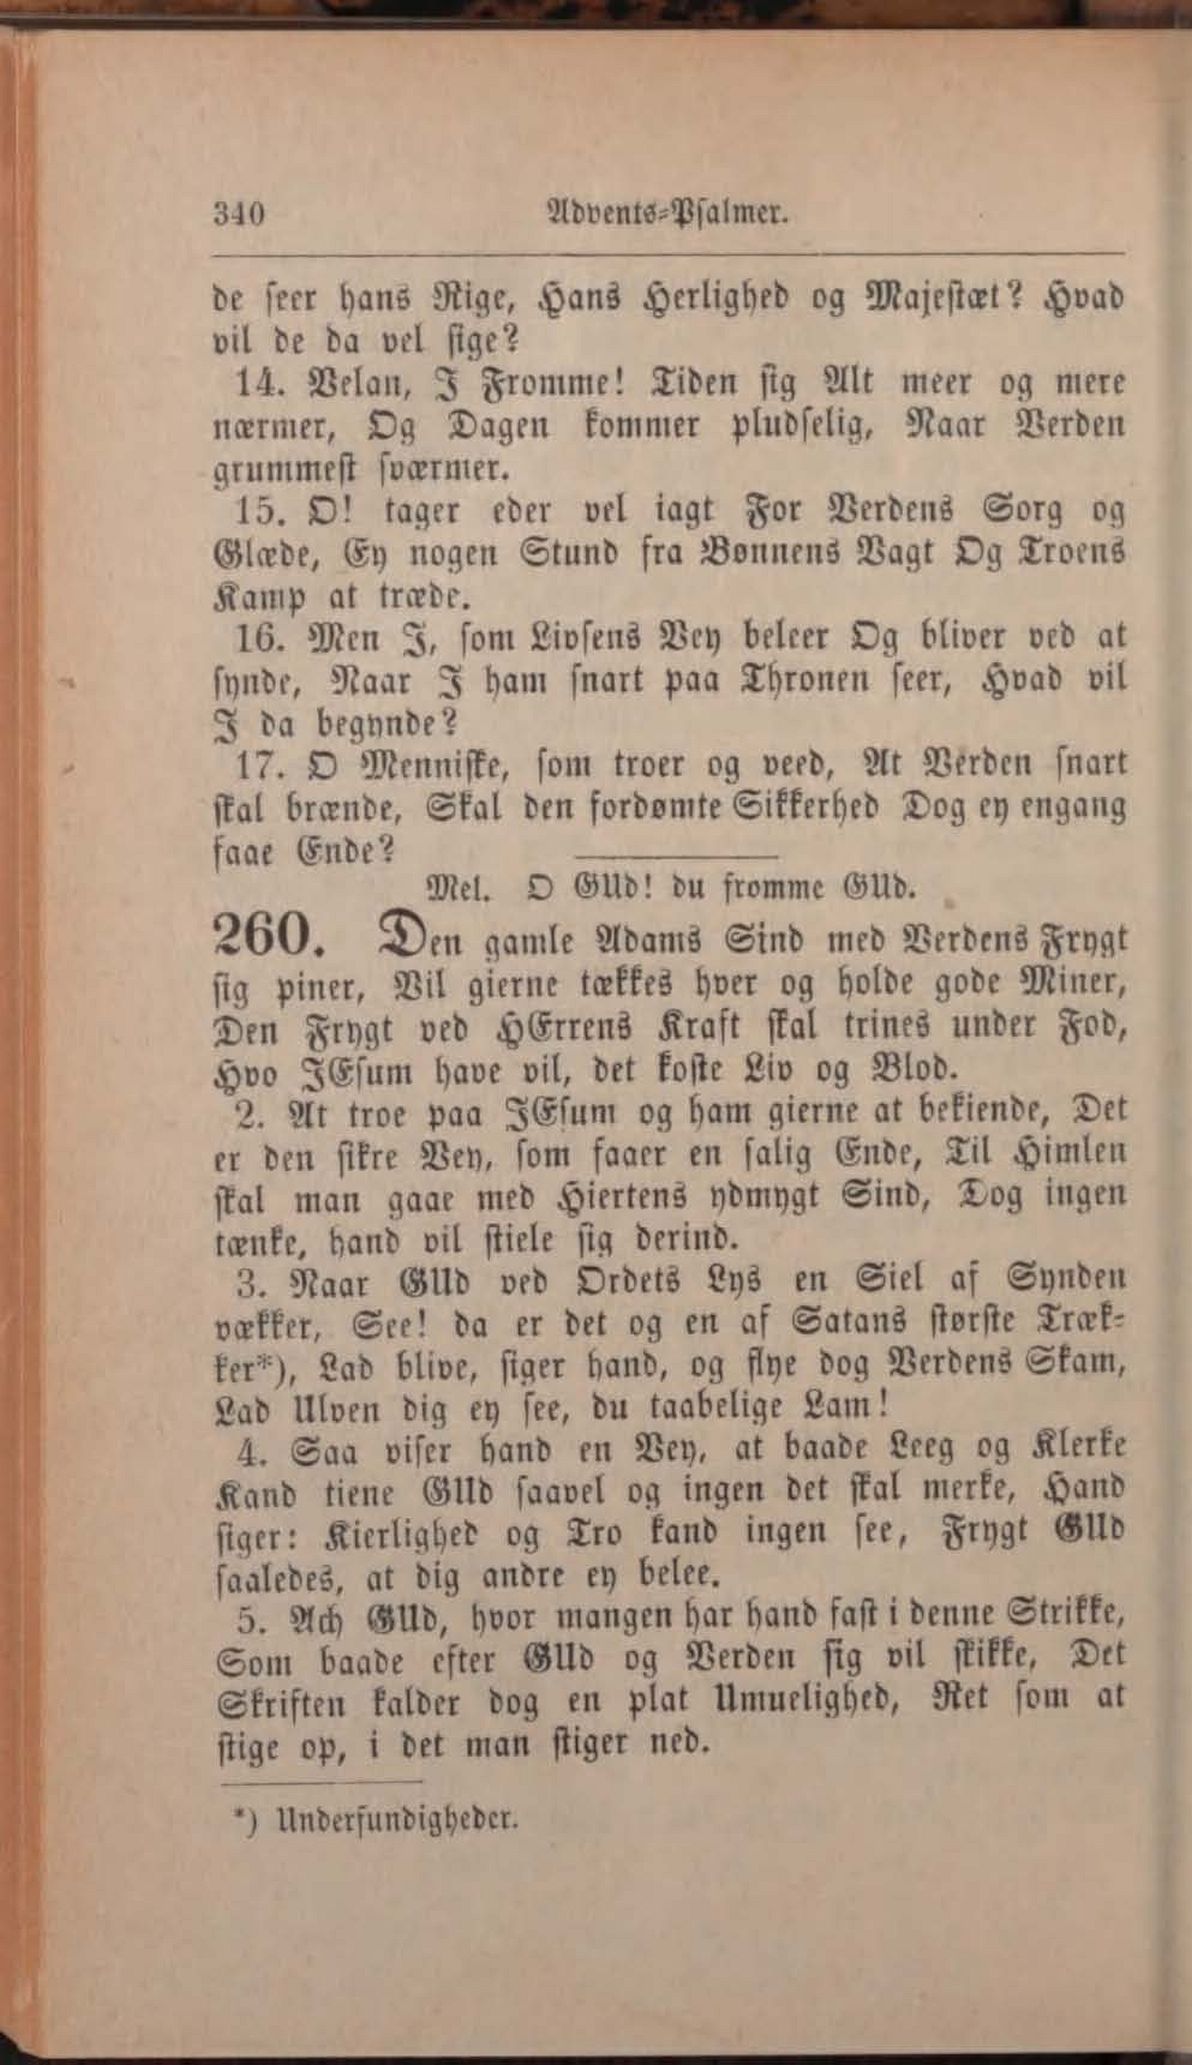 340 Advents-Psalmer.
de seer hans Rige, Hans Herlighed og Majestæt? Hvad
vil de da vel sige?
14. Velan, I Fromme! Tiden sig Alt meer og mere
nærmer, Og Dagen kommer pludselig, Naar Verden
grummest sværmer.
15. O! tager eder vel iagt For Verdens Sorg og
Glæde, Ey nogen Stund fra Bønnens Vagt Og Troens
Kamp at træde.
16. Men I, som Livsens Vey beleer Og bliver ved at
synde, Naar I ham snart paa Thronen seer, Hvad vil
I da begynde?
17. O Menniske, som troer og veed, At Verden snart
skal brænde, Skal den fordømte Sikkerhed Dog ey engang
faae Ende?
Mel. O GUd! du fromme GUd.
260. Den gamle Adams Sind med Verdens Frygt
sig piner, Vil gierne tækkes hver og holde gode Miner,
Den Frygt ved HErrens Kraft skal trines under Fod,
Hvo JEsum have vil, det koste Liv og Blod.
2. At troe paa JEsum og ham gierne at bekiende, Det
er den sikre Vey, som faaer en salig Ende, Til Himlen
skal man gaae med Hiertens ydmygt Sind, Dog ingen
tænke, hand vil stiele sig derind.
3. Naar GUd ved Ordets Lys en Siel af Synden
vækker, See! da er det og en af Satans største Træk-
ker*), Lad blive, siger hand, og flye dog Verdens Skam,
Lad Ulven dig ey see, du taabelige Lam!
4. Saa viser hand en Vey, at baade Leeg og Klerke
Kand tiene GUd saavel og ingen det skal merke, Hand
siger: Kierlighed og Tro kand ingen see, Frygt GUd
saaledes, at dig andre ey belee.
5. Ach GUd, hvor mangen har hand fast i denne Strikke,
Som baade efter GUd og Verden sig vil skikke, Det
Skriften kalder dog en plat Umuelighed, Ret som at
stige op, i det man stiger ned.
*) Underfundigheder.